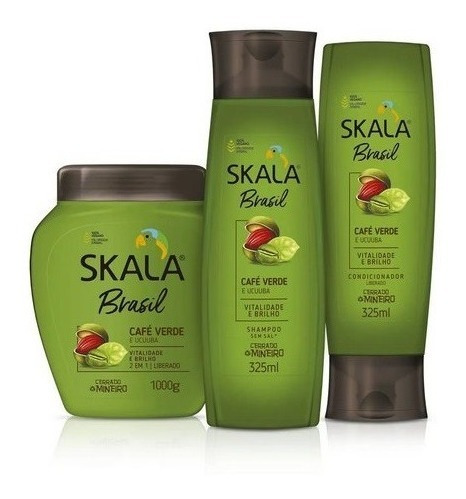 SKALA®
Brasil
CAFÉ VERDE
E UCUUBA
VITALIDADE
E BRILHO
2 EM 1 | LIBERADO
CERRADO
MINEIRO
1000g
SKALA®
Brasil
CAFÉ VERDE
E UCUUBA
VITALIDADE
E BRILHO
SHAMPOO
SEM SAL*
CERRADO
MINEIRO
325ml
SKALA®
Brasil
CAFÉ VERDE
E UCUUBA
VITALIDADE
E BRILHO
CONDICIONADOR
LIBERADO
CERRADO
MINEIRO
325ml